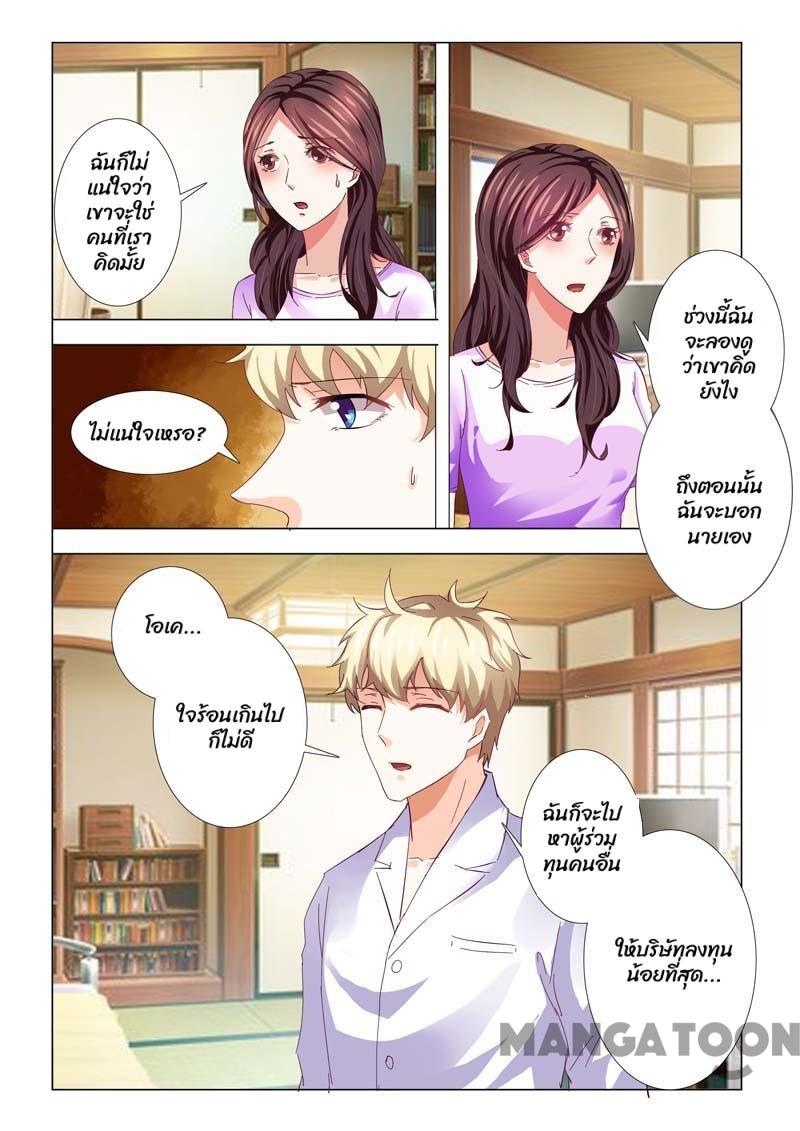 ฉันก็ไม่
แน่ใจว่า
เขาจะใช่
คนที่เรา
คิดมั้ย
ช่วงนี้ฉัน
จะลองดู
ว่าเขาคิด
ยังไง
ถึงตอนนั้น
ฉันจะบอก
นายเอง
ไม่แน่ใจเหรอ?
โอเค...
ใจร้อนเกินไป
ก็ไม่ดี
ฉันก็จะไป
หาผู้ร่วม
ทุนคนอื่น
ให้บริษัทลงทุน
น้อยที่สุด...
MANGATOON